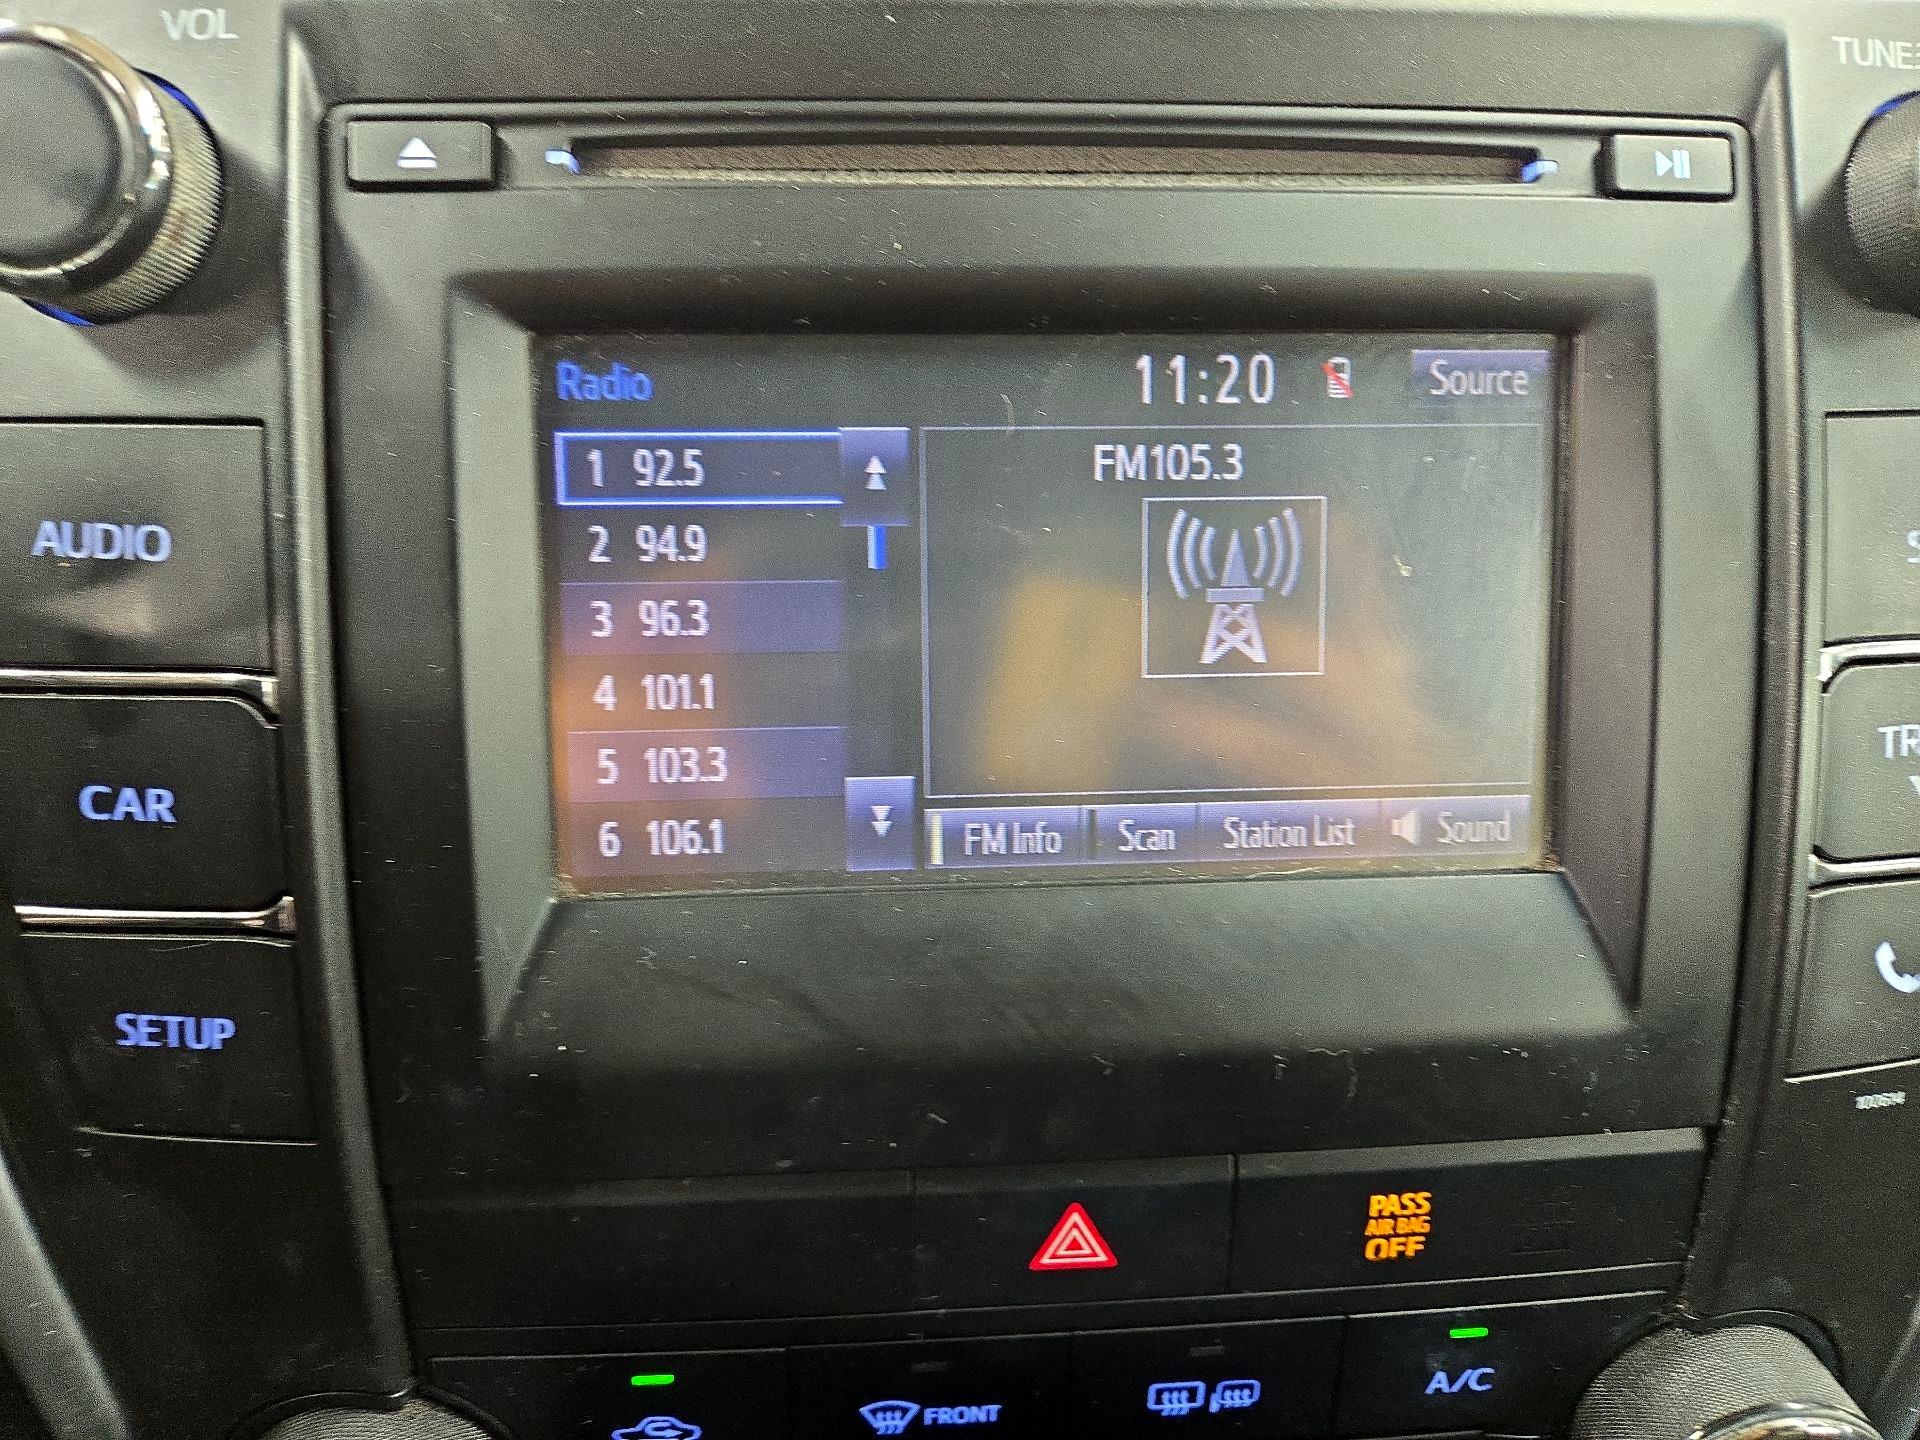 VOL
TUNE
Radio
11:20
Source
1 92.5
2 94.9
3 96.3
4 101.1
5 103.3
6 106.1
FM105.3
FM Info
Scan
Station List
Sound
AUDIO
CAR
SETUP
100614
PASS
AIR BAG
OFF
FRONT
A/C